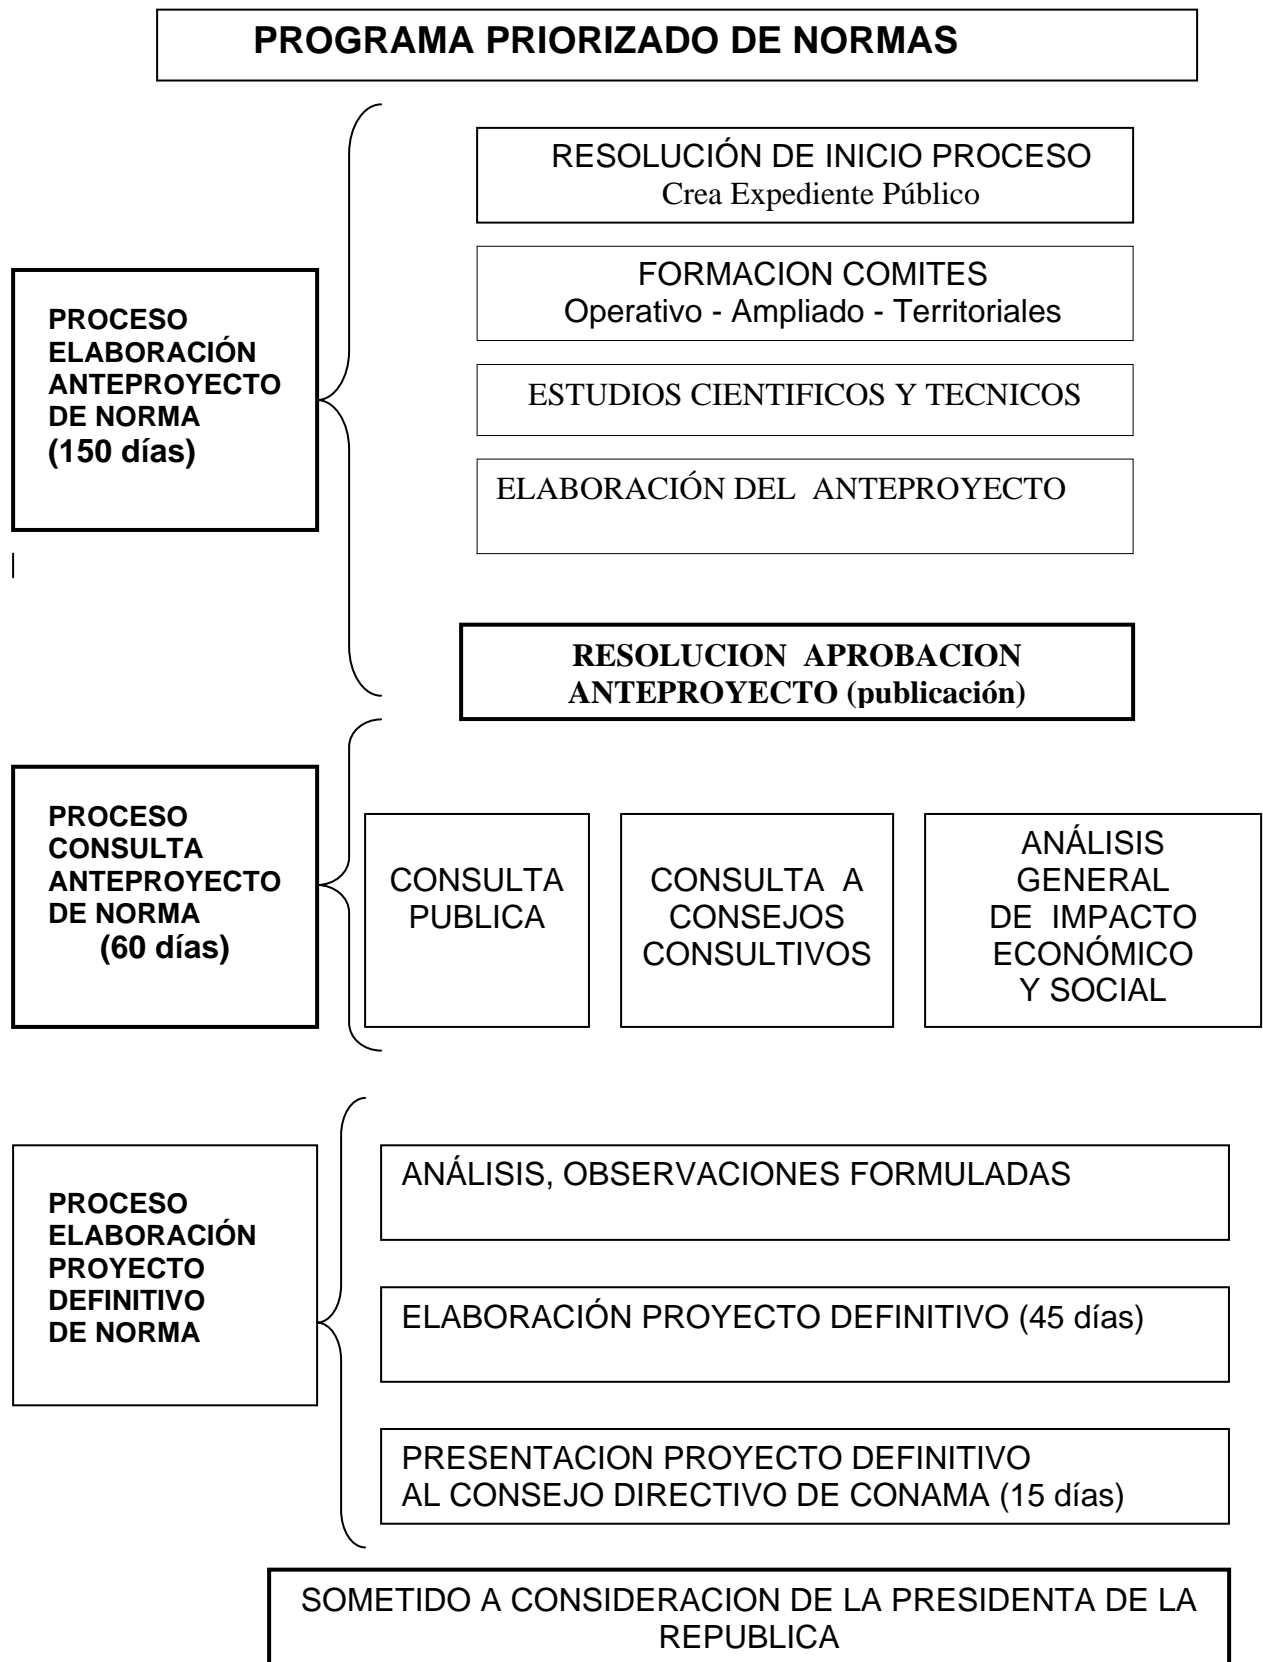 PROGRAMA PRIORIZADO DE NORMAS
RESOLUCIÓN DE INICIO PROCESO
Crea Expediente Público
FORMACION COMITES
Operativo - Ampliado - Territoriales
PROCESO
ELABORACIÓN
ANTEPROYECTO
DE NORMA
(150 días)
ESTUDIOS CIENTIFICOS Y TECNICOS
ELABORACIÓN DEL ANTEPROYECTO
RESOLUCION APROBACION
ANTEPROYECTO (publicación)
PROCESO
CONSULTA
ANTEPROYECTO
DE NORMA
(60 días)
CONSULTA
PUBLICA
CONSULTA A
CONSEJOS
CONSULTIVOS
ANÁLISIS
GENERAL
DE IMPACTO
ECONÓMICO
Y SOCIAL
PROCESO
ELABORACIÓN
PROYECTO
DEFINITIVO
DE NORMA
ANÁLISIS, OBSERVACIONES FORMULADAS
ELABORACIÓN PROYECTO DEFINITIVO (45 días)
PRESENTACION PROYECTO DEFINITIVO
AL CONSEJO DIRECTIVO DE CONAMA (15 días)
SOMETIDO A CONSIDERACION DE LA PRESIDENTA DE LA
REPUBLICA